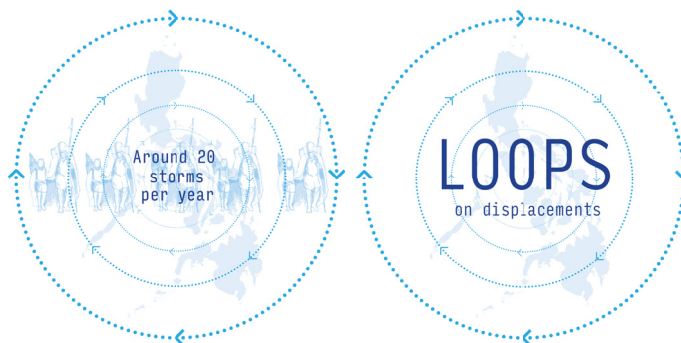 Around 20
storms
per year
LOOPS
on displacements